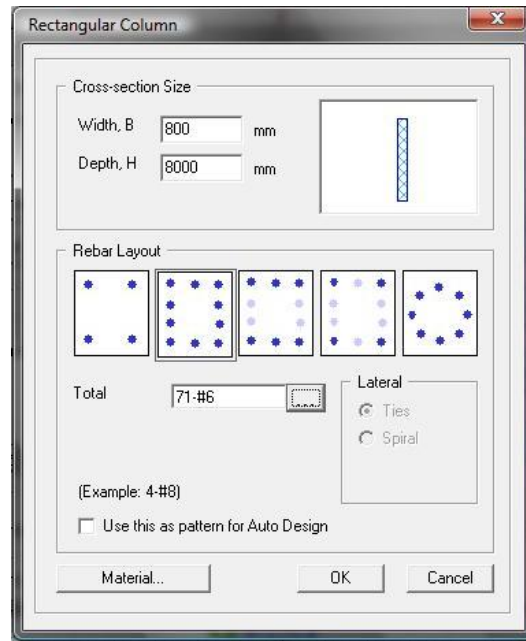 Rectangular Column
Cross-section Size
Width, B 800 mm
Depth, H 8000 mm
Rebar Layout
Total 71-#6 ...
Lateral
Ties
Spiral
(Example: 4-#8)
Use this as pattern for Auto Design
Material... OK Cancel